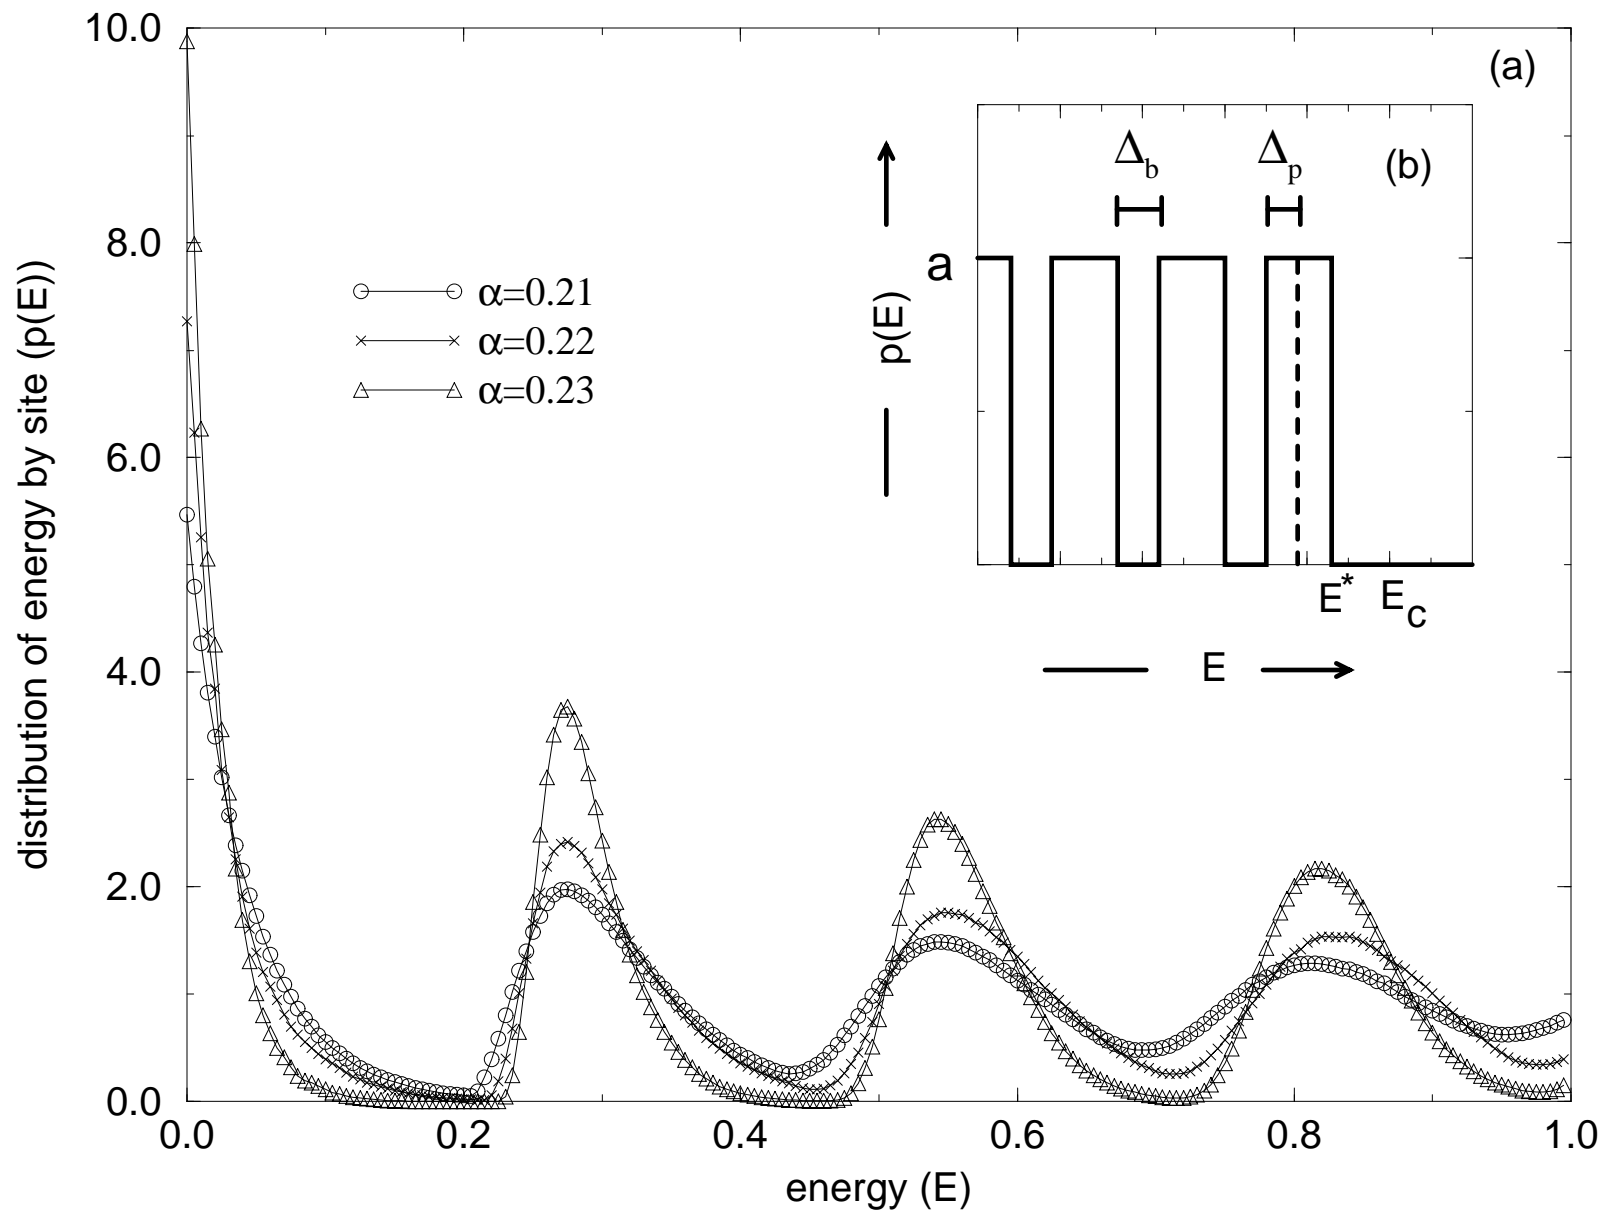 (a)
10.0
8.0
6.0
4.0
2.0
0.0
distribution of energy by site (p(E))
α=0.21
α=0.22
α=0.23
Δb
Δp
(b)
a
p(E)
E* Ec
E
0.0 0.2 0.4 0.6 0.8 1.0
energy (E)